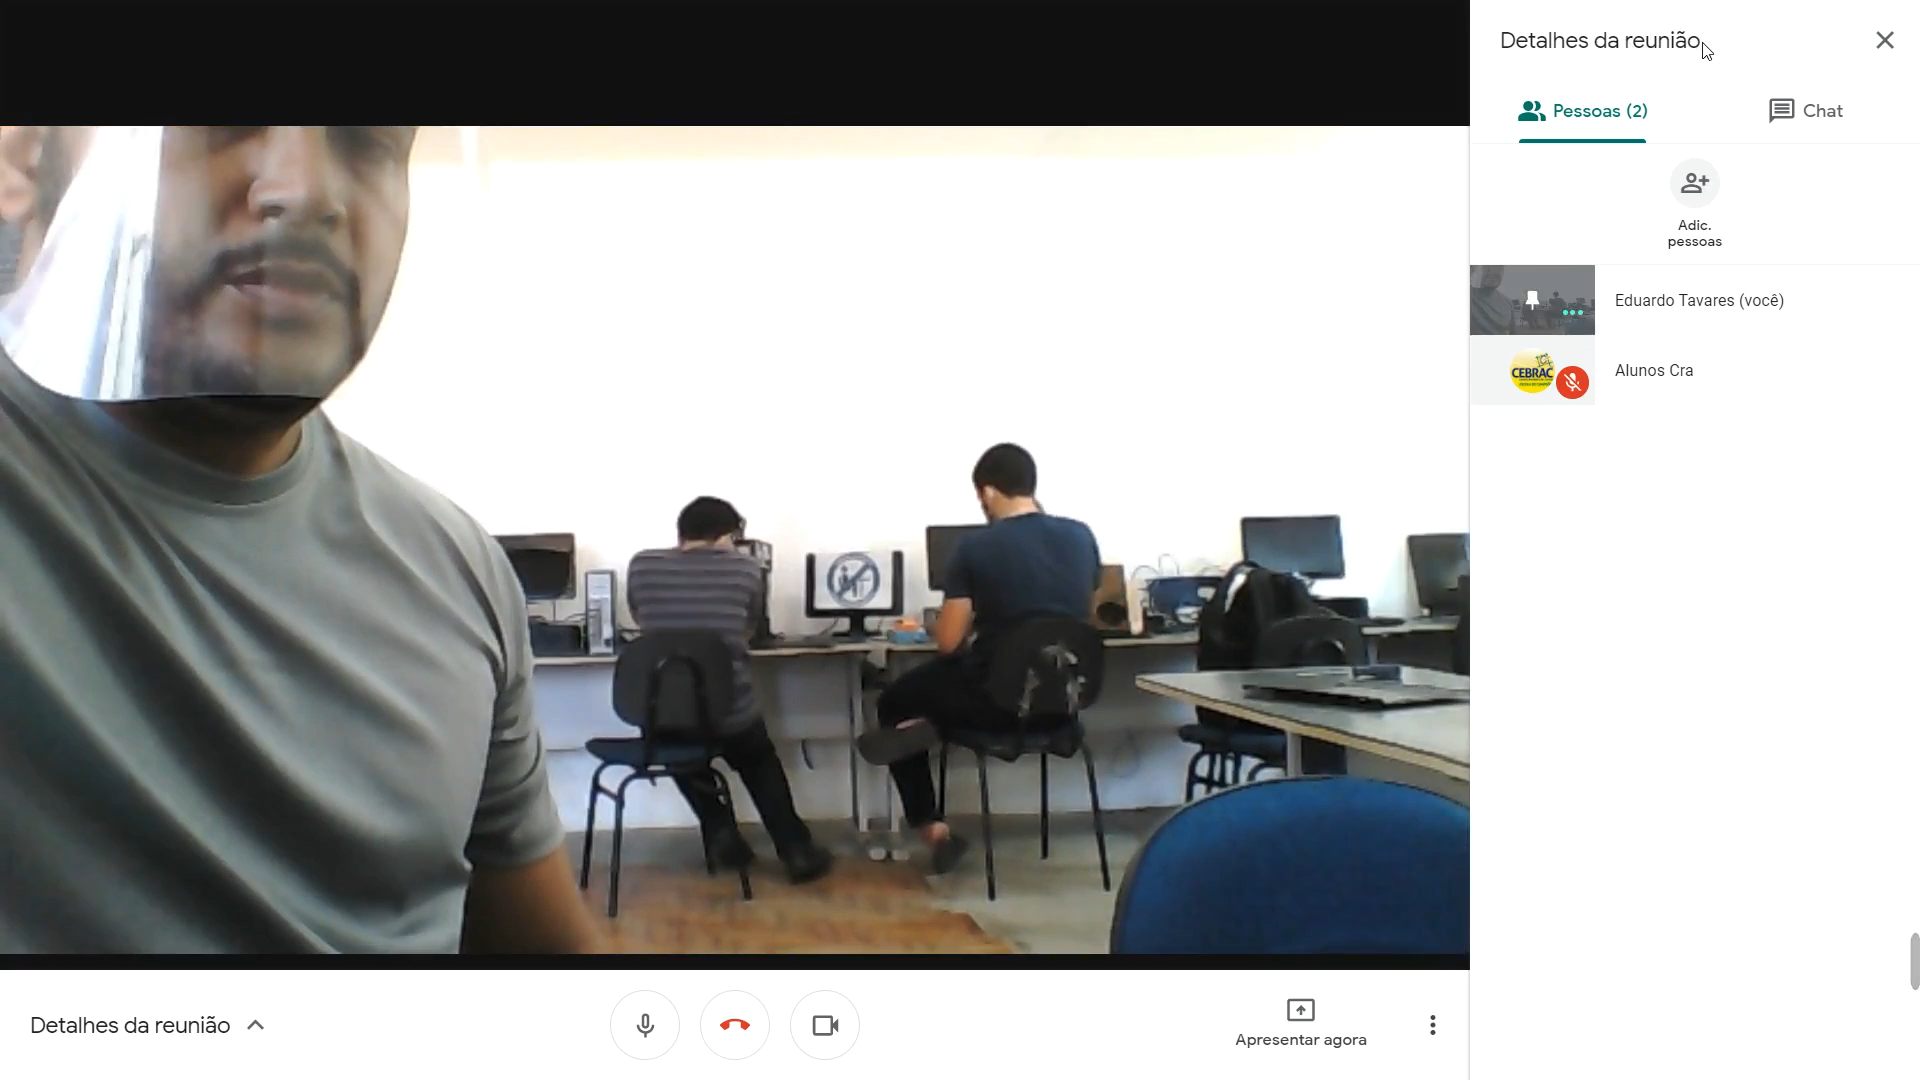 Detalhes da reunião
Pessoas (2)
Chat
Adic.
pessoas
Eduardo Tavares (você)
CEBRAC
Alunos Cra
Detalhes da reunião
Apresentar agora